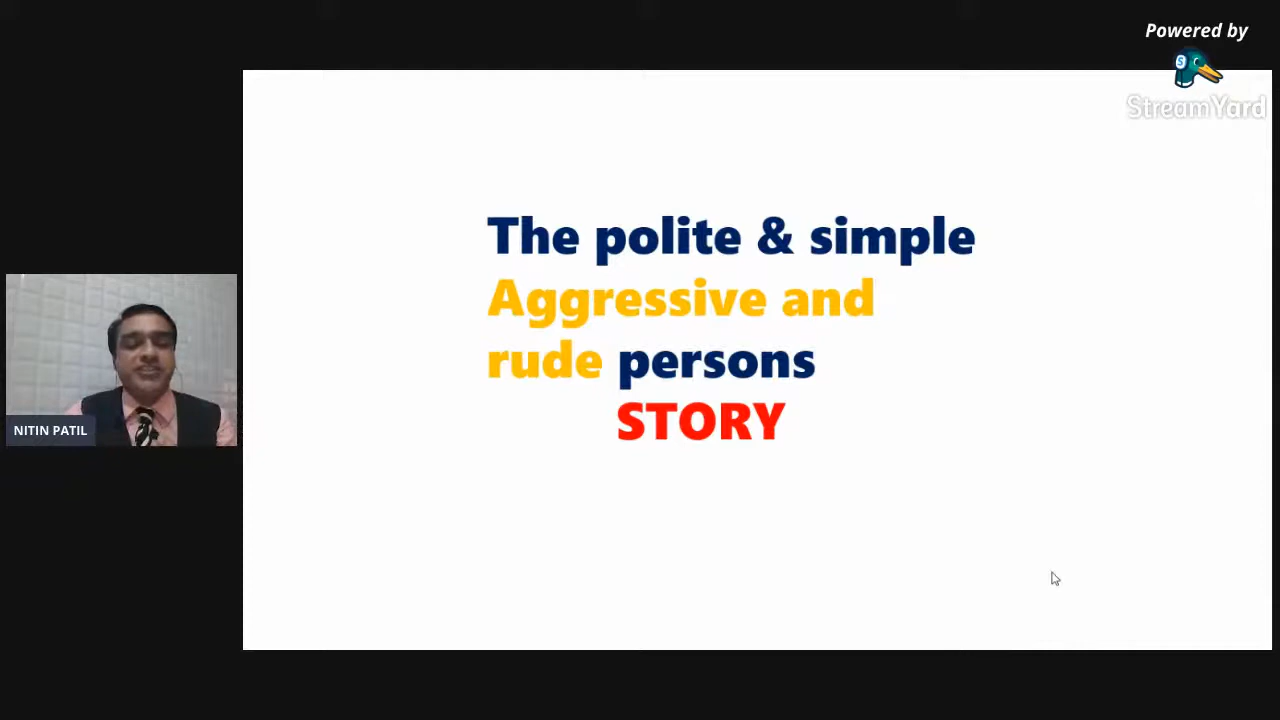 Powered by
StreamYard
The polite & simple
Aggressive and
rude persons
STORY
NITIN PATIL